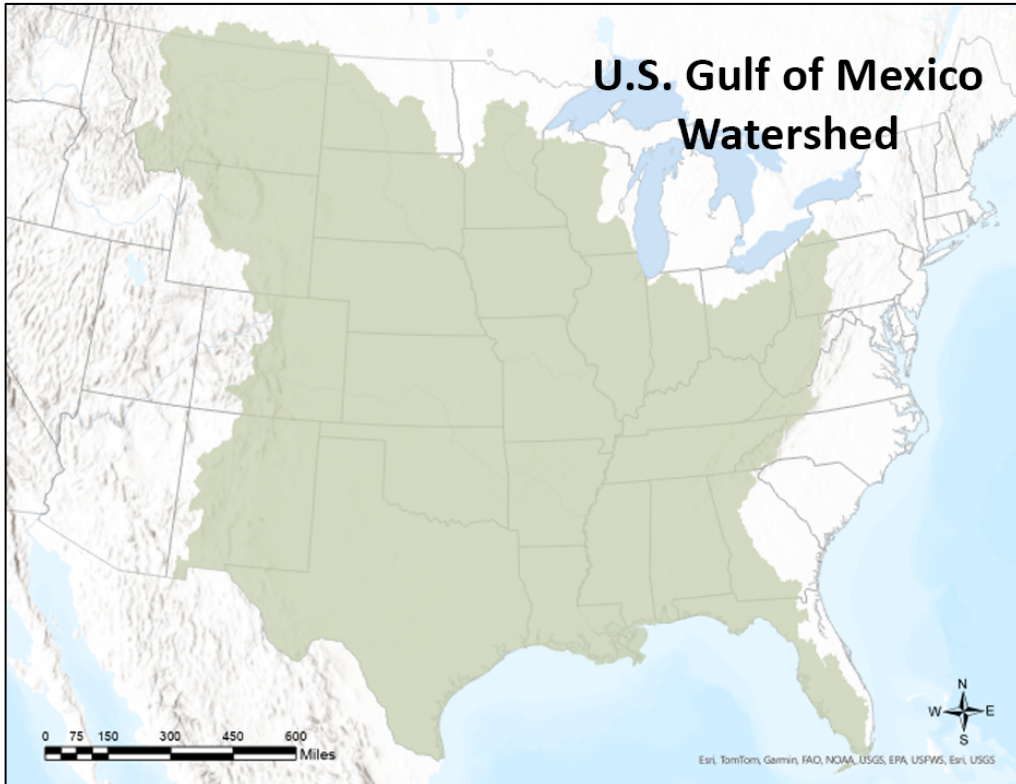 U.S. Gulf of Mexico
Watershed
N
W E
S
0 75 150 300 450 600
Miles
Esri, TomTom, Garmin, FAO, NOAA, USGS, EPA, USFWS, Esri, USGS